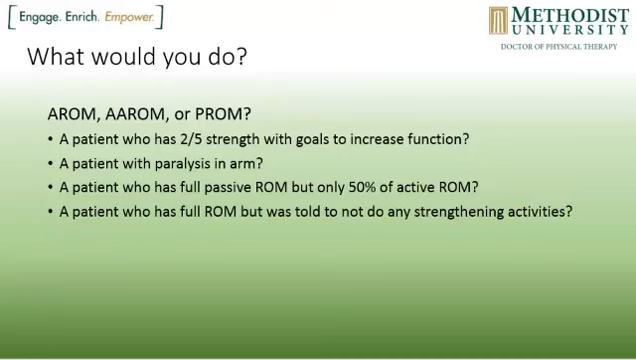 [Engage. Enrich. Empower.]
METHODIST
UNIVERSITY
DOCTOR OF PHYSICAL THERAPY
What would you do?
AROM, AAROM, or PROM?
• A patient who has 2/5 strength with goals to increase function?
• A patient with paralysis in arm?
• A patient who has full passive ROM but only 50% of active ROM?
• A patient who has full ROM but was told to not do any strengthening activities?